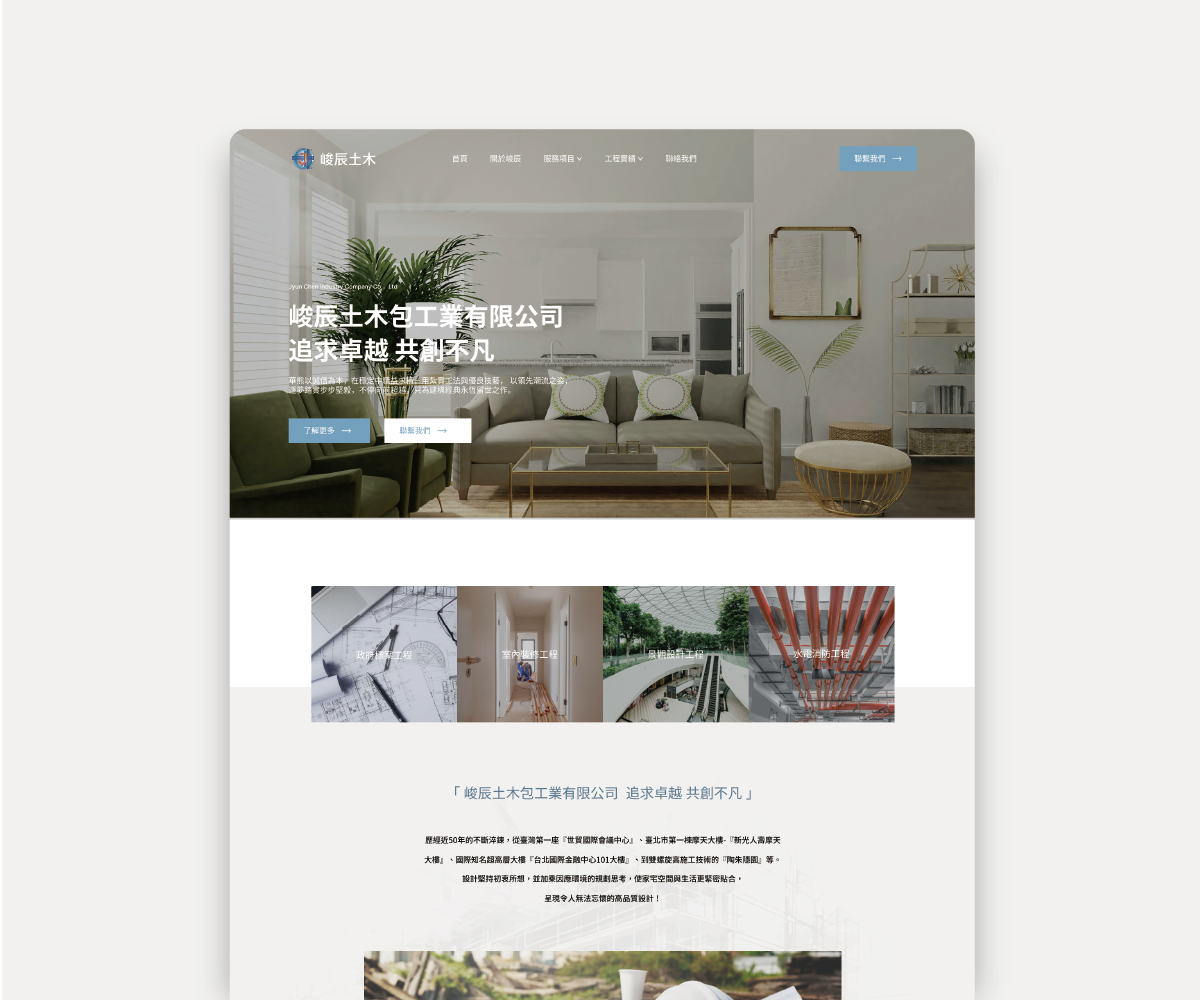 峻辰土木
首頁
關於峻辰
服務項目
工程實績
聯絡我們
聯繫我們 →
Jyun Chen Industry Company Co., Ltd
峻辰土木包工業有限公司
追求卓越 共創不凡
了解更多 →
聯繫我們 →
政府標案工程
室內裝修工程
景觀設計工程
水電消防工程
「 峻辰土木包工業有限公司 追求卓越 共創不凡 」
歷經近50年的不斷淬鍊，從臺灣第一座『世貿國際會議中心』、臺北市第一棟摩天大樓-『新光人壽摩天
大樓』、國際知名超高層大樓『台北國際金融中心101大樓』、到雙螺旋高施工技術的『陶朱隱園』等。
設計堅持初衷所想，並加乘因應環境的規劃思考，使家宅空間與生活更緊密貼合，
呈現令人無法忘懷的高品質設計！